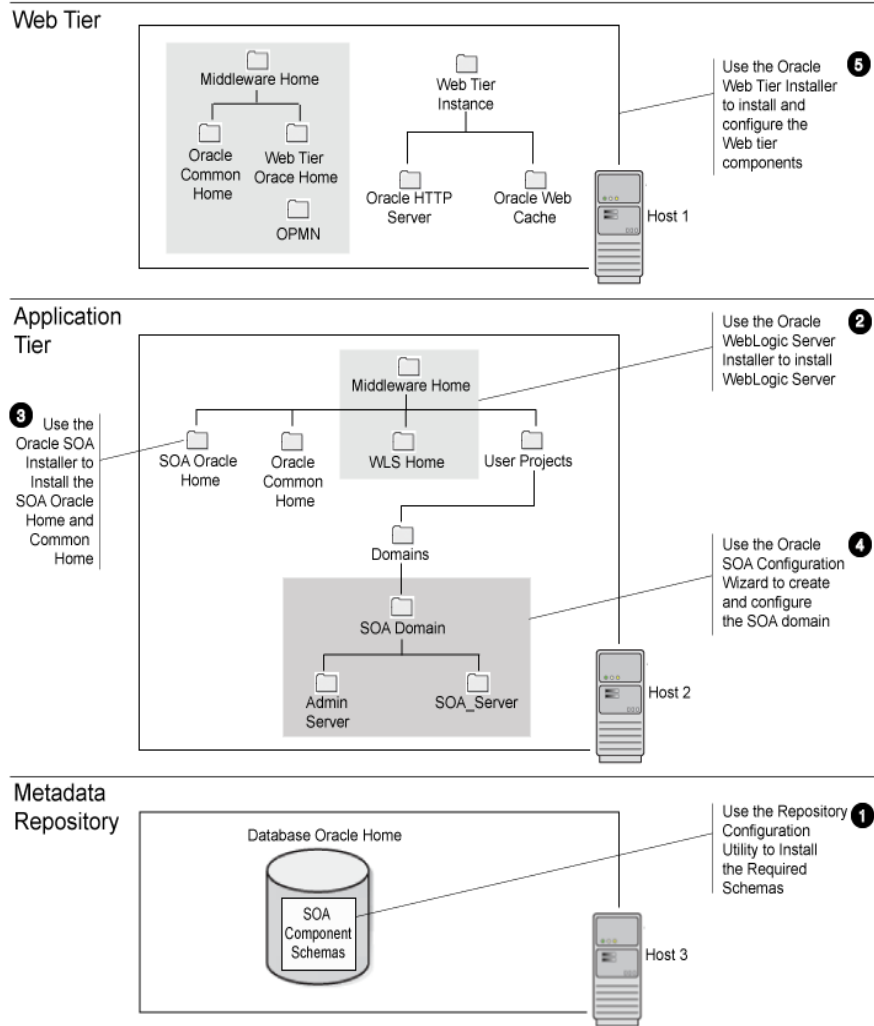 Web Tier
Middleware Home
Oracle
Common
Home
Web Tier
Orace Home
OPMN
Web Tier
Instance
Oracle HTTP
Server
Oracle Web
Cache
Host 1
Use the Oracle
Web Tier Installer
to install and
configure the
Web tier
components
5
Application
Tier
Middleware Home
SOA Oracle
Home
Oracle
Common
Home
WLS Home
User Projects
Domains
SOA Domain
Admin
Server
SOA_Server
Host 2
Use the Oracle
WebLogic Server
Installer to install
WebLogic Server
2
3
Use the
Oracle SOA
Installer to
Install the
SOA Oracle
Home and
Common
Home
Use the Oracle
SOA Configuration
Wizard to create
and configure
the SOA domain
4
Metadata
Repository
Database Oracle Home
SOA
Component
Schemas
Host 3
Use the Repository
Configuration
Utility to Install
the Required
Schemas
1